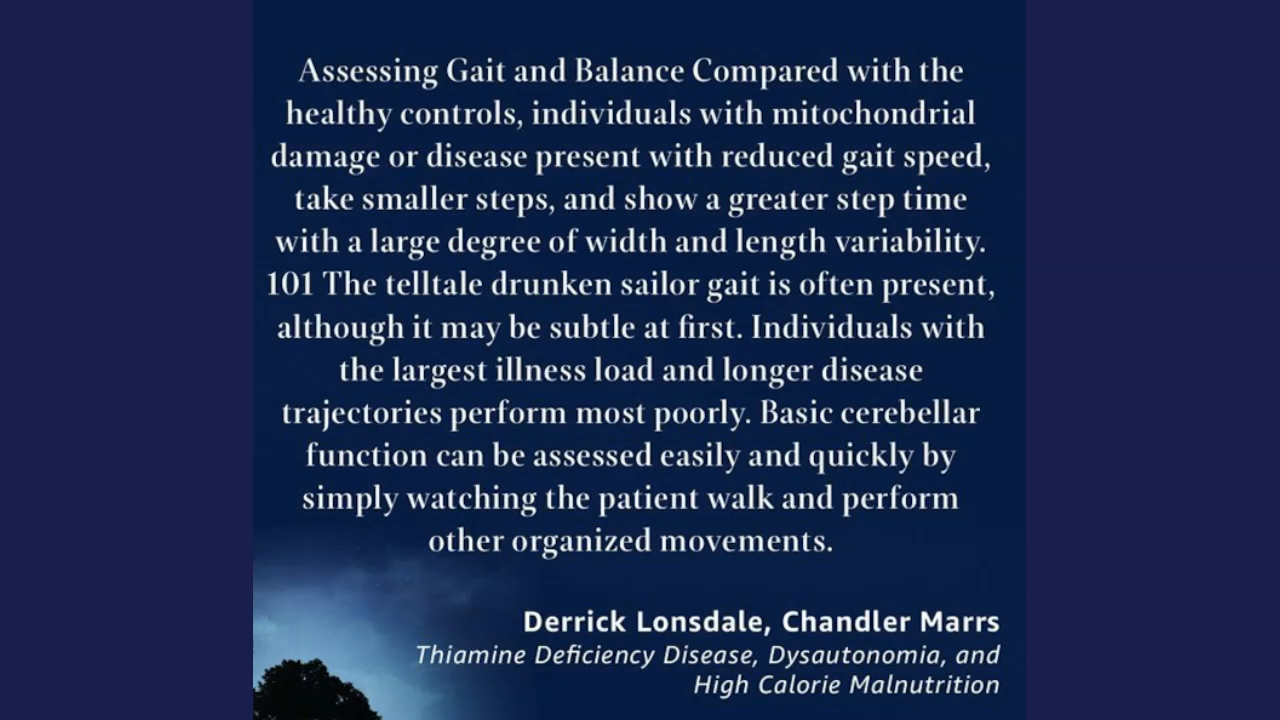 Assessing Gait and Balance Compared with the
healthy controls, individuals with mitochondrial
damage or disease present with reduced gait speed,
take smaller steps, and show a greater step time
with a large degree of width and length variability.
101 The telltale drunken sailor gait is often present,
although it may be subtle at first. Individuals with
the largest illness load and longer disease
trajectories perform most poorly. Basic cerebellar
function can be assessed easily and quickly by
simply watching the patient walk and perform
other organized movements.
Derrick Lonsdale, Chandler Marrs
Thiamine Deficiency Disease, Dysautonomia, and
High Calorie Malnutrition